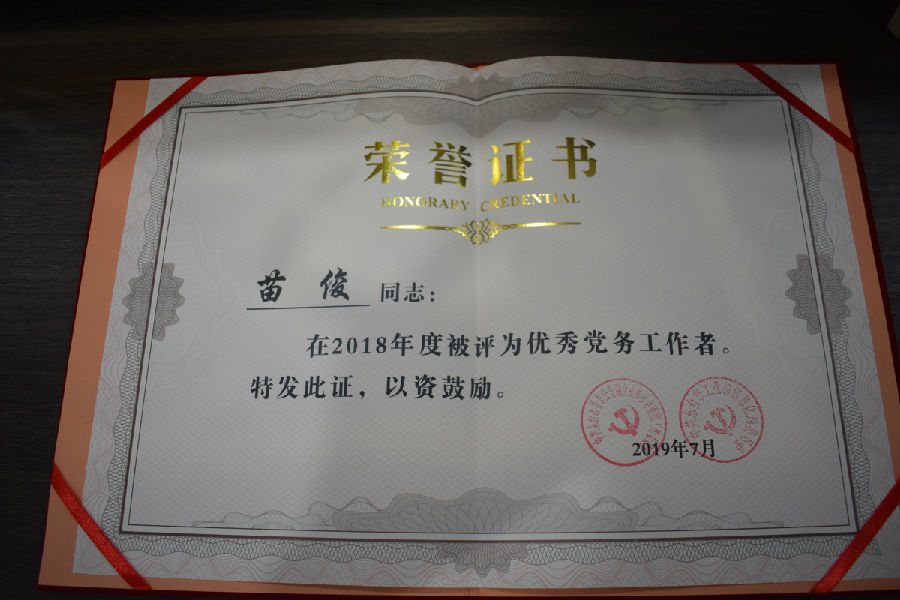 荣誉证书
HONORARY CREDENTIAL
苗 俊 同志：
在2018年度被评为优秀党务工作者。
特发此证，以资鼓励。
2019年7月